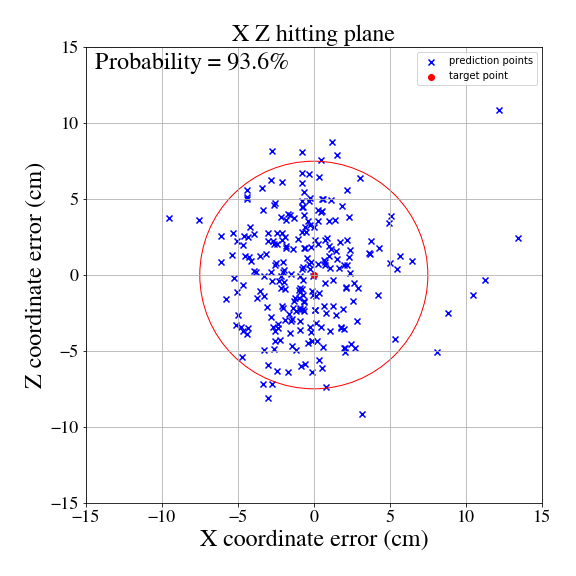 X Z hitting plane
Probability = 93.6%
prediction points
target point
15
10
5
0
−5
−10
−15
Z coordinate error (cm)
−15 −10 −5 0 5 10 15
X coordinate error (cm)